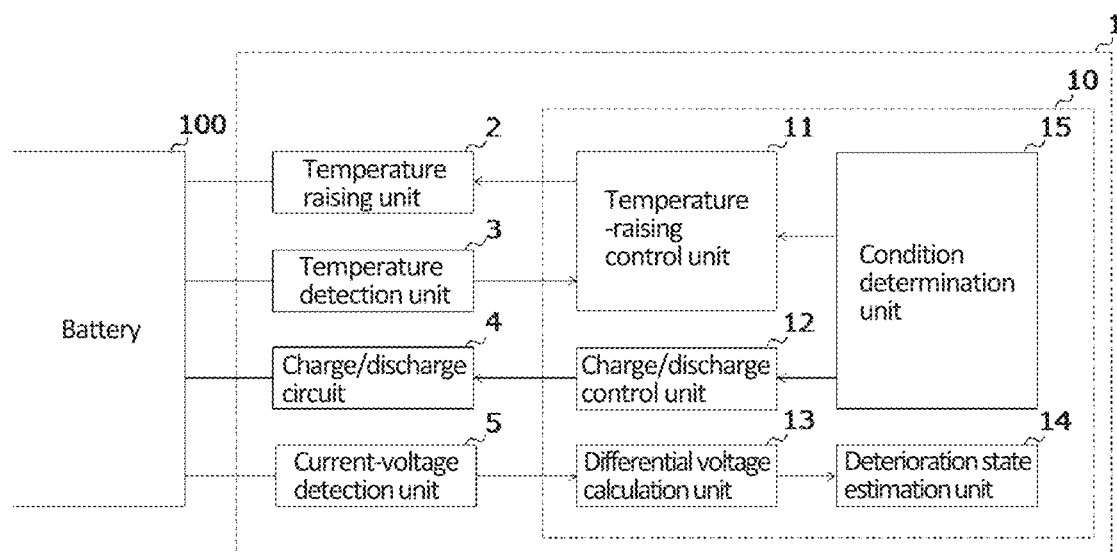 1
10
100
2
11
15
Temperature
raising unit
Temperature
-raising
control unit
3
Temperature
detection unit
Condition
determination
unit
Battery
4
12
Charge/discharge
circuit
Charge/discharge
control unit
5
13
14
Current-voltage
detection unit
Differential voltage
calculation unit
Deterioration state
estimation unit